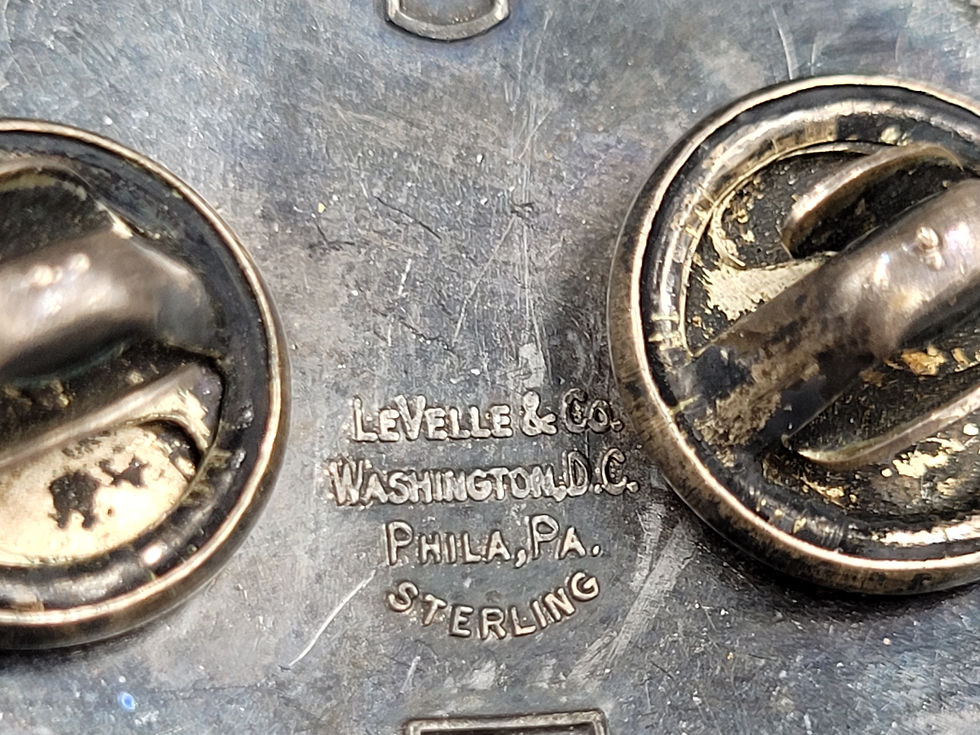 LeVelle & Co.
Washington, D.C.
Phila, Pa.
Sterling